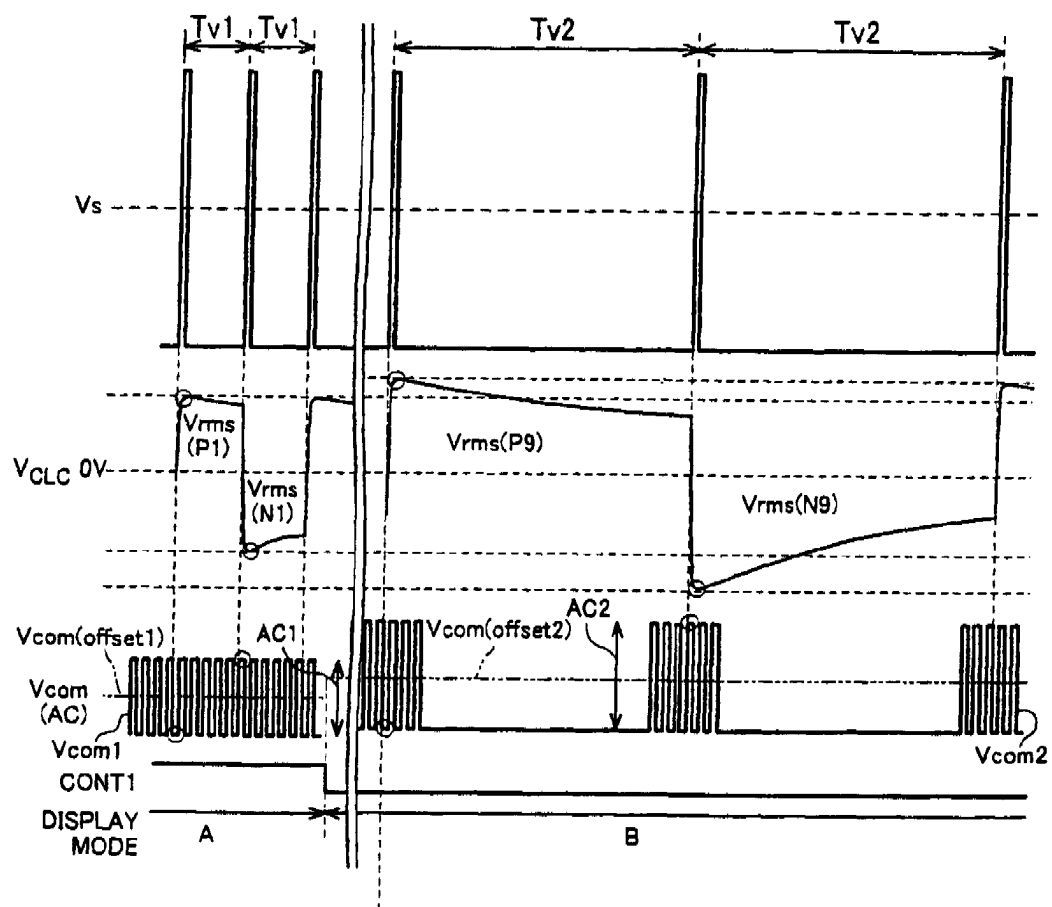 Tv1 Tv1 Tv2 Tv2
Vs
Vrms
(P1)
Vrms(P9)
VCLC 0V
Vrms
(N1)
Vrms(N9)
AC2
Vcom(offset1)
AC1
Vcom(offset2)
Vcom
(AC)
Vcom1
Vcom2
CONT1
DISPLAY
MODE
A
B